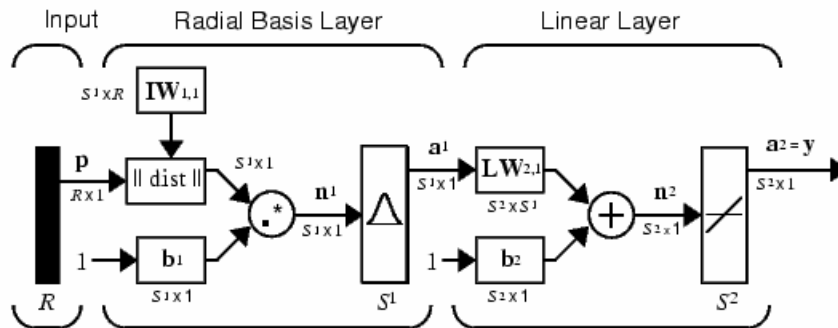 Input Radial Basis Layer Linear Layer
S¹xR IW1,1
p
Rx1
|| dist ||
S¹x1
.*
n¹
S¹x1
1
b¹
S¹x1
a¹
S¹x1
LW2,1
S²xS¹
1
b²
S²x1
+
n²
S²x1
a² = y
S²x1
R S¹ S²